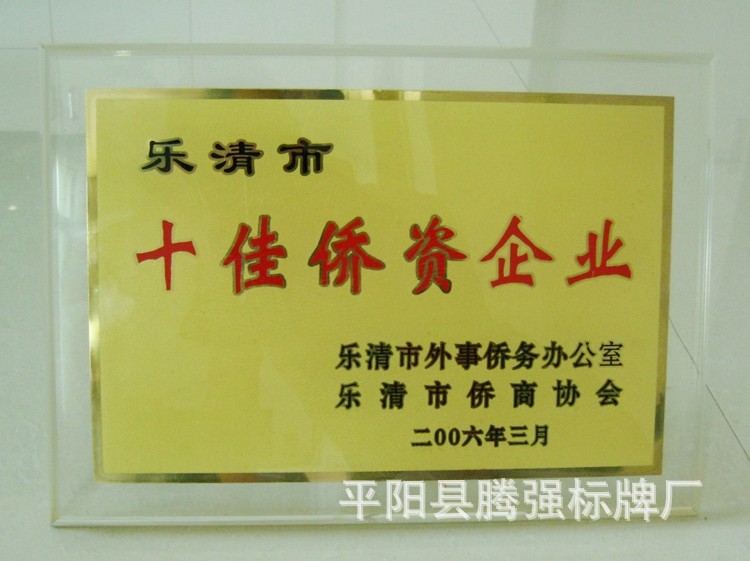 乐清市
十佳侨资企业
乐清市外事侨务办公室
乐清市侨商协会
二00六年三月
平阳县腾强标牌厂